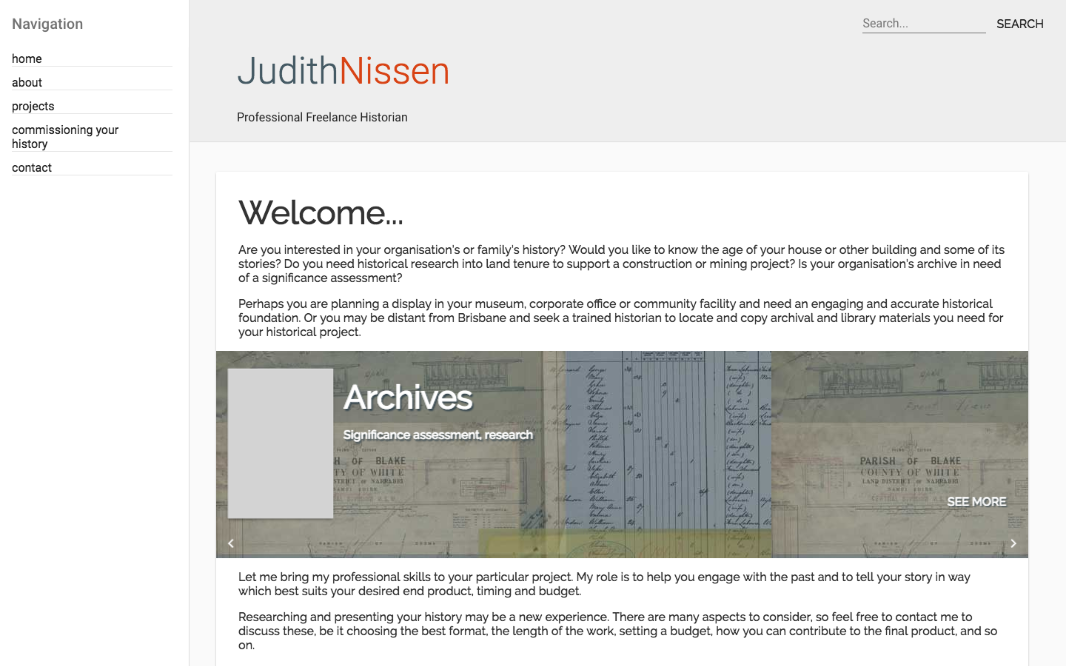 Navigation
home
about
projects
commissioning your
history
contact
Search...
SEARCH
JudithNissen
Professional Freelance Historian
Welcome...
Are you interested in your organisation's or family's history? Would you like to know the age of your house or other building and some of its
stories? Do you need historical research into land tenure to support a construction or mining project? Is your organisation's archive in need
of a significance assessment?
Perhaps you are planning a display in your museum, corporate office or community facility and need an engaging and accurate historical
foundation. Or you may be distant from Brisbane and seek a trained historian to locate and copy archival and library materials you need for
your historical project.
Archives
Significance assessment, research
PARISH OF BLAKE
COUNTY OF WHITE
SEE MORE
Let me bring my professional skills to your particular project. My role is to help you engage with the past and to tell your story in way
which best suits your desired end product, timing and budget.
Researching and presenting your history may be a new experience. There are many aspects to consider, so feel free to contact me to
discuss these, be it choosing the best format, the length of the work, setting a budget, how you can contribute to the final product, and so
on.